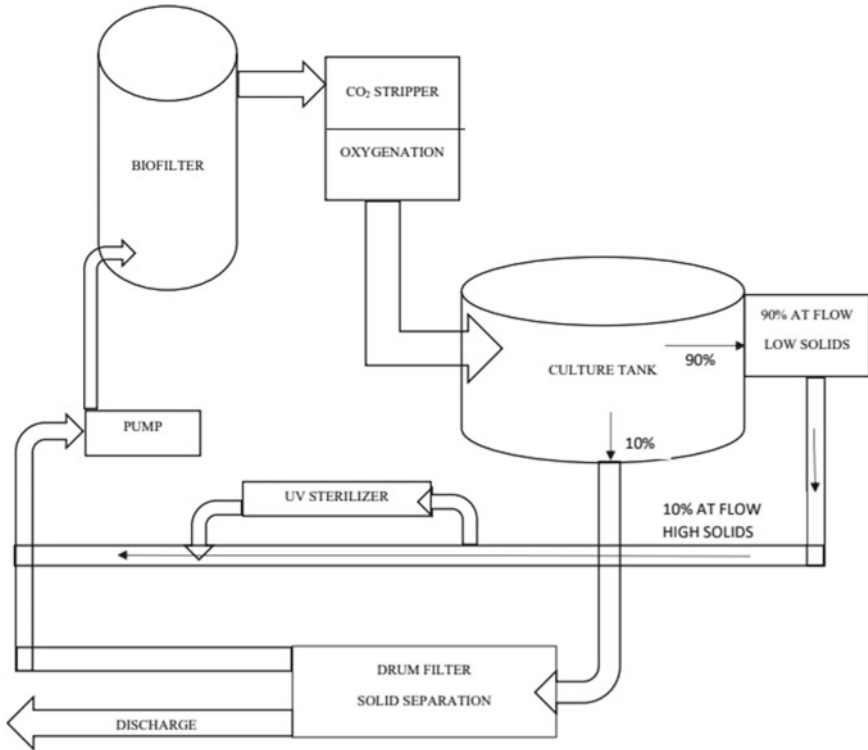 CO₂ STRIPPER
BIOFILTER
OXYGENATION
90% AT FLOW
LOW SOLIDS
90%
CULTURE TANK
PUMP
10%
UV STERILIZER
10% AT FLOW
HIGH SOLIDS
DRUM FILTER
SOLID SEPARATION
DISCHARGE